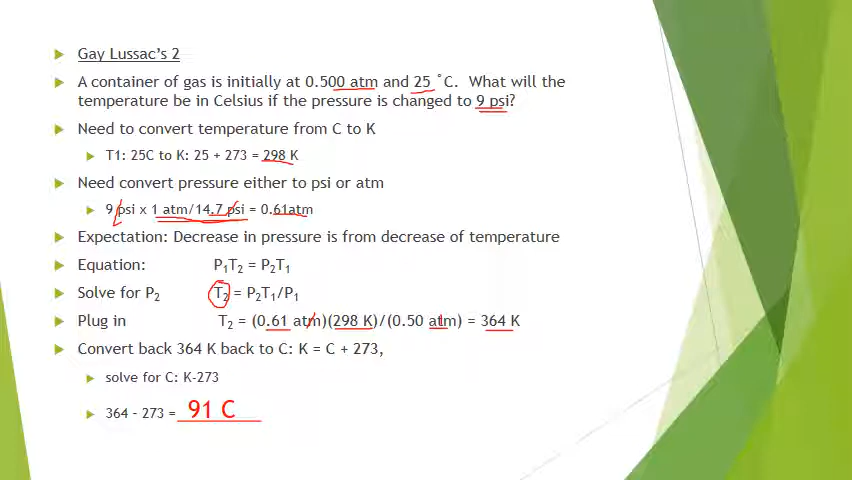 Gay Lussac's 2
A container of gas is initially at 0.500 atm and 25 ˚C. What will the
temperature be in Celsius if the pressure is changed to 9 psi?
Need to convert temperature from C to K
T1: 25C to K: 25 + 273 = 298 K
Need convert pressure either to psi or atm
9 psi x 1 atm/14.7 psi = 0.61atm
Expectation: Decrease in pressure is from decrease of temperature
Equation: P₁T₂ = P₂T₁
Solve for P₂ T₂ = P₂T₁/P₁
Plug in T₂ = (0.61 atm)(298 K)/(0.50 atm) = 364 K
Convert back 364 K back to C: K = C + 273,
solve for C: K-273
364 – 273 = 91 C